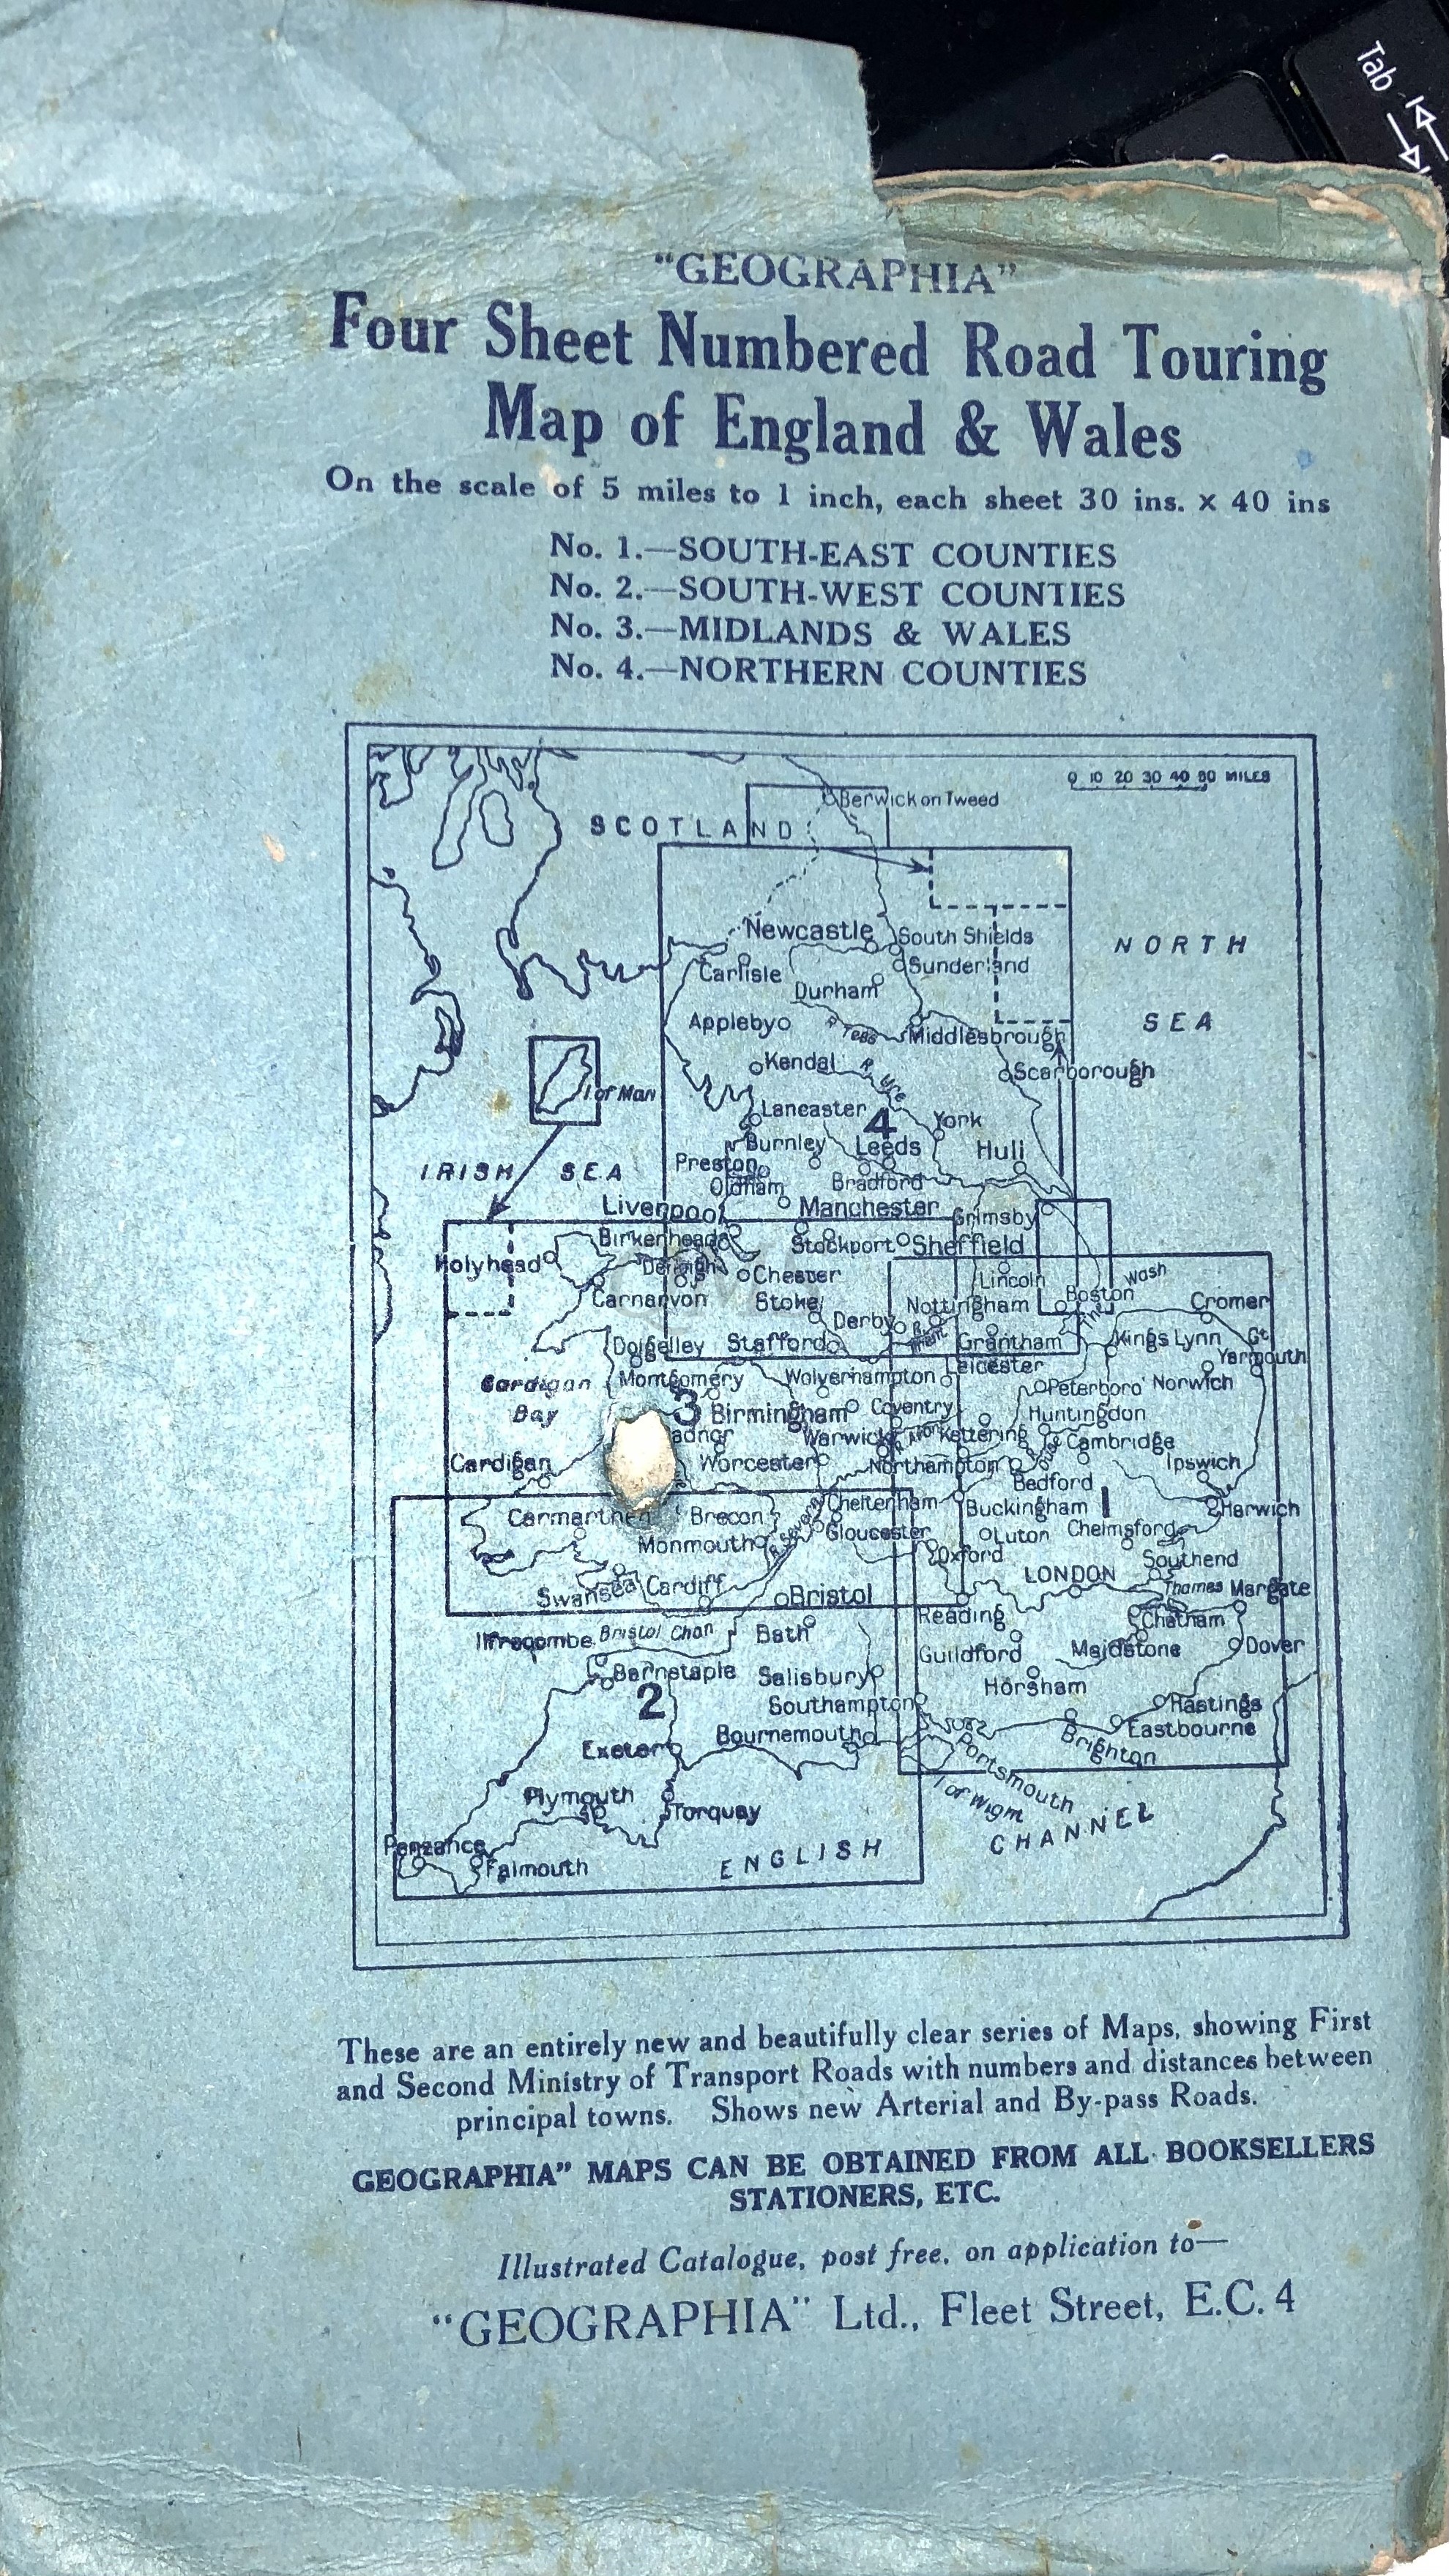 Tab
"GEOGRAPHIA"
Four Sheet Numbered Road Touring
Map of England & Wales
On the scale of 5 miles to 1 inch, each sheet 30 ins. x 40 ins
No. 1.—SOUTH-EAST COUNTIES
No. 2.—SOUTH-WEST COUNTIES
No. 3.—MIDLANDS & WALES
No. 4.—NORTHERN COUNTIES
0 10 20 30 40 50 MILES
Berwick on Tweed
SCOTLAND
Newcastle
South Shields
NORTH
Carlisle
Sunderland
Durham
Appleby
R Tees
Middlesbrough
SEA
Kendal
R. Ure
Scarborough
I of Man
Lancaster
4
York
Burnley
Leeds
Hull
IRISH SEA
Preston
Bradford
Oldham
Liverpool
Manchester
Grimsby
Birkenhead
Stockport
Sheffield
Holyhead
Denbigh
Chester
Lincoln
Wash
Carnarvon
Stoke
Nottingham
Boston
Cromer
Derby
R. Trent
Dolgelley
Stafford
Grantham
Kings Lynn
Gt
Yarmouth
Leicester
Cardigan
Bay
Montgomery
Wolverhampton
Peterboro'
Norwich
3
Birmingham
Coventry
Huntingdon
adnor
Warwick
Kettering
Cambridge
Cardigan
Worcester
Northampton
Ipswich
Bedford
Carmarthen
Brecon
Cheltenham
Buckingham
1
Harwich
Monmouth
R. Severn
Gloucester
Luton
Chelmsford
Oxford
Southend
LONDON
Swansea
Cardiff
Bristol
Thames
Margate
Reading
Chatham
Ilfracombe
Bristol Chan
Bath
Guildford
Maidstone
Dover
Barnstaple
Salisbury
Horsham
2
Southampton
Hastings
Bournemouth
Eastbourne
Exeter
Brighton
Portsmouth
Plymouth
Torquay
I of Wight
Penzance
Falmouth
ENGLISH CHANNEL
These are an entirely new and beautifully clear series of Maps, showing First
and Second Ministry of Transport Roads with numbers and distances between
principal towns. Shows new Arterial and By-pass Roads.
GEOGRAPHIA" MAPS CAN BE OBTAINED FROM ALL BOOKSELLERS
STATIONERS, ETC.
Illustrated Catalogue, post free, on application to—
"GEOGRAPHIA" Ltd., Fleet Street, E.C. 4